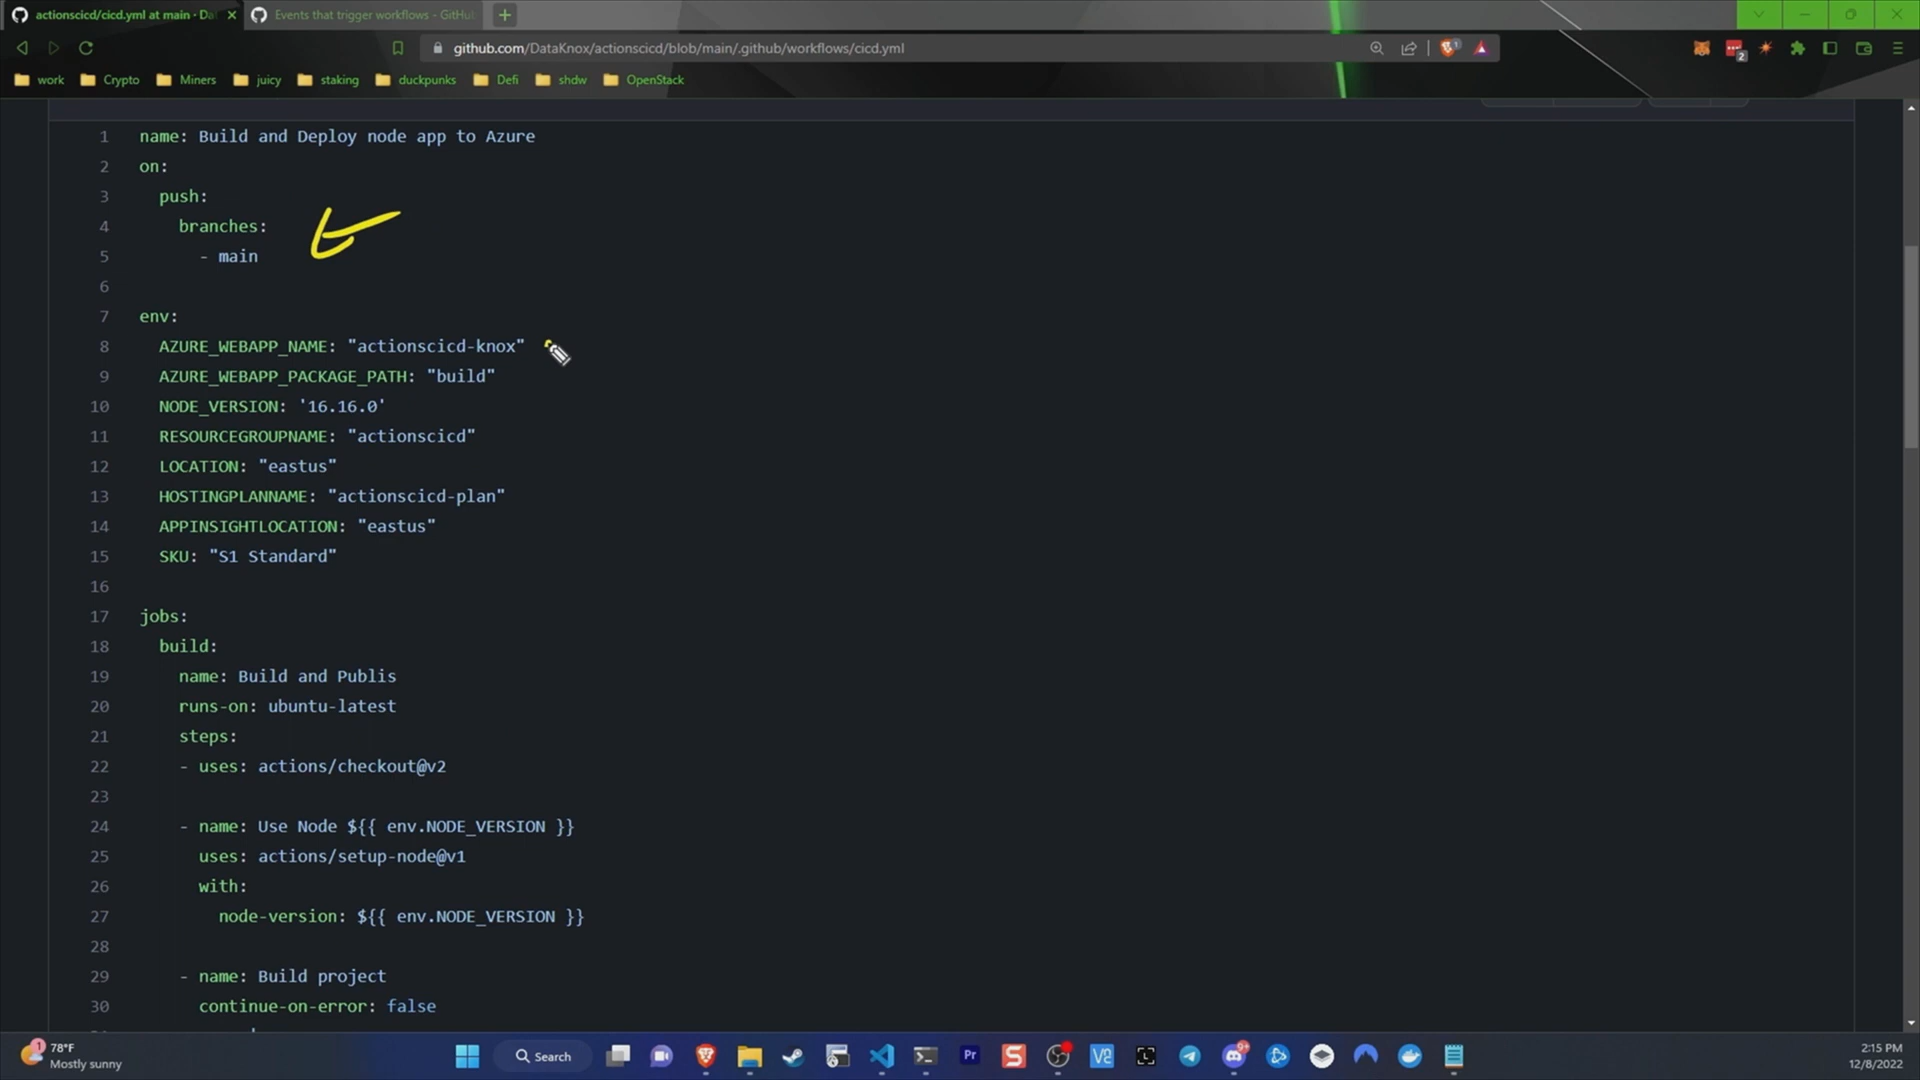 actionscicd/cicd.yml at main · Da
Events that trigger workflows - GitHu
github.com/DataKnox/actionscicd/blob/main/.github/workflows/cicd.yml
work Crypto Miners juicy staking duckpunks Defi shdw OpenStack
1 name: Build and Deploy node app to Azure
2 on:
3 push:
4 branches:
5 - main
6
7 env:
8 AZURE_WEBAPP_NAME: "actionscicd-knox"
9 AZURE_WEBAPP_PACKAGE_PATH: "build"
10 NODE_VERSION: '16.16.0'
11 RESOURCEGROUPNAME: "actionscicd"
12 LOCATION: "eastus"
13 HOSTINGPLANNAME: "actionscicd-plan"
14 APPINSIGHTLOCATION: "eastus"
15 SKU: "S1 Standard"
16
17 jobs:
18 build:
19 name: Build and Publis
20 runs-on: ubuntu-latest
21 steps:
22 - uses: actions/checkout@v2
23
24 - name: Use Node ${{ env.NODE_VERSION }}
25 uses: actions/setup-node@v1
26 with:
27 node-version: ${{ env.NODE_VERSION }}
28
29 - name: Build project
30 continue-on-error: false
78°F
Mostly sunny
Search
2:15 PM
12/8/2022